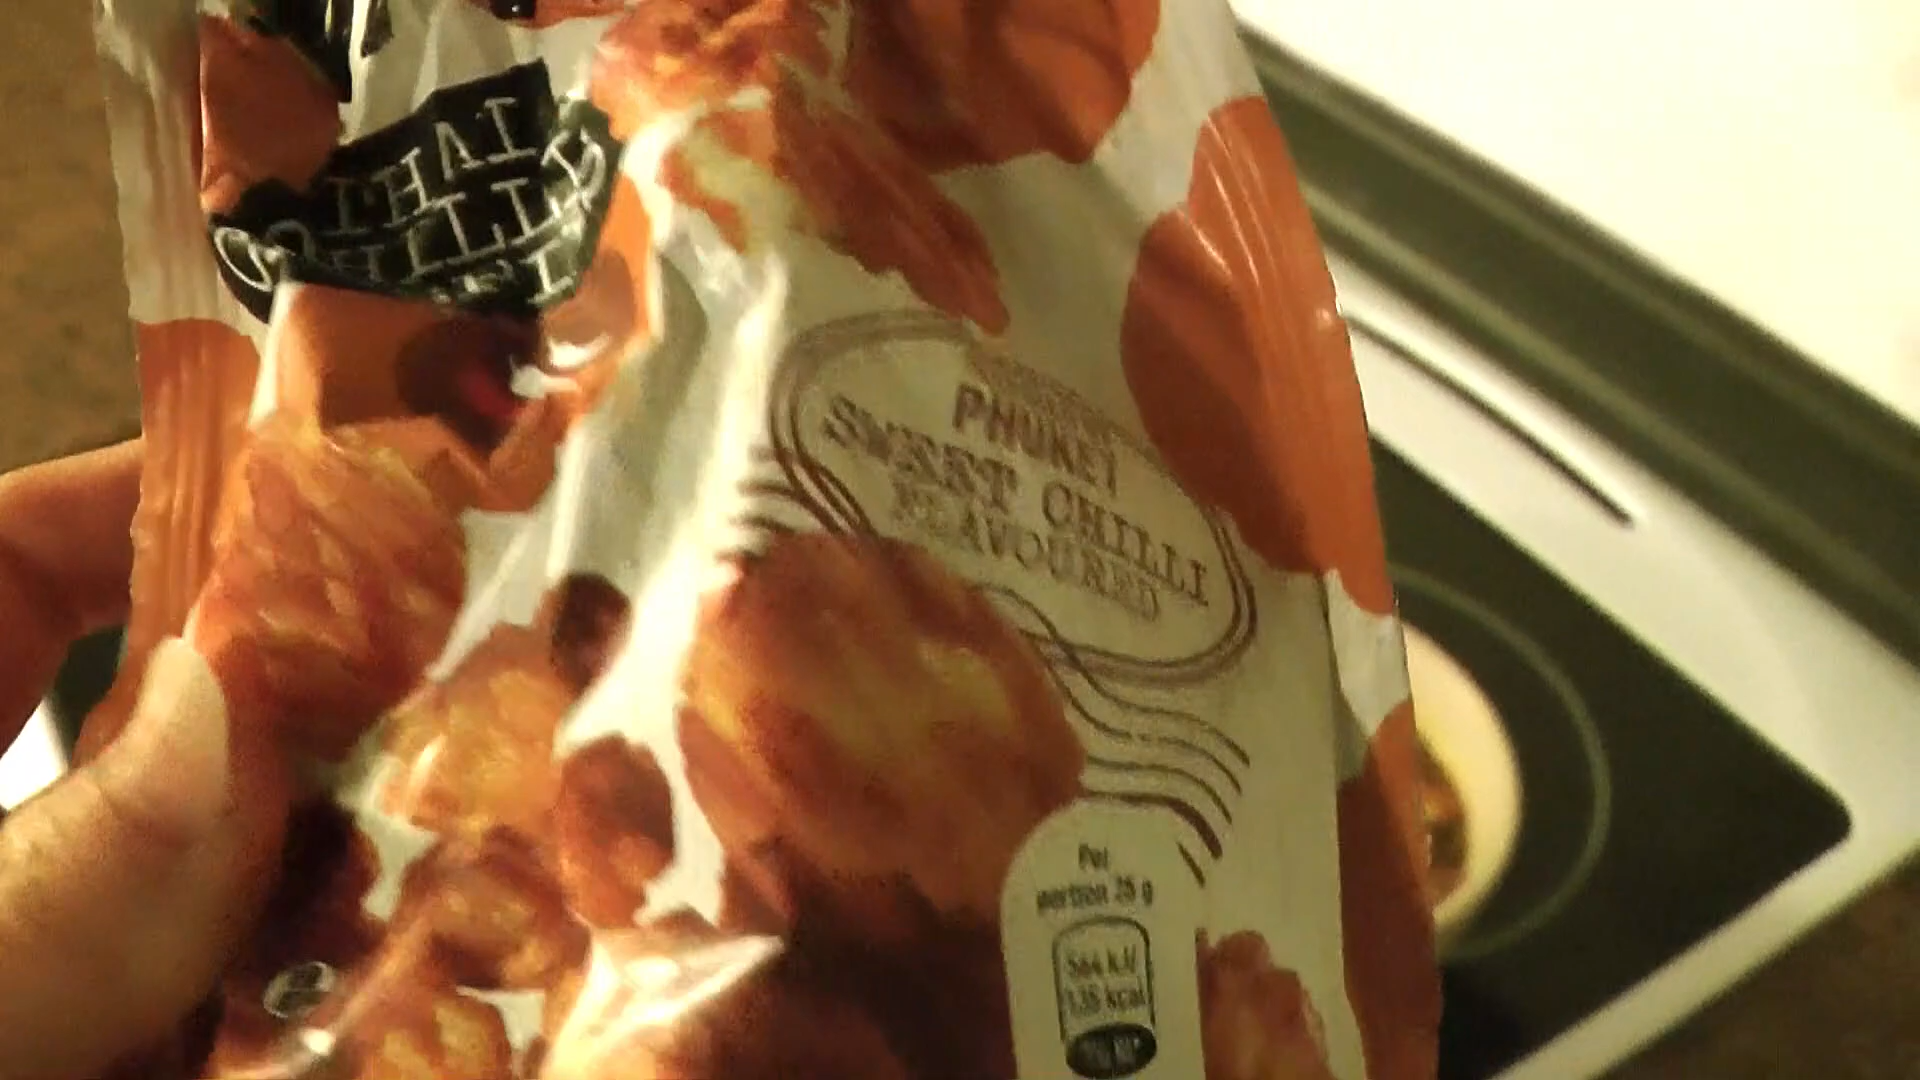 THAI
CHILLI
PHUKET
SWEET CHILLI
FLAVOURED
Per
portion 25 g
564 kJ/
135 kcal
e